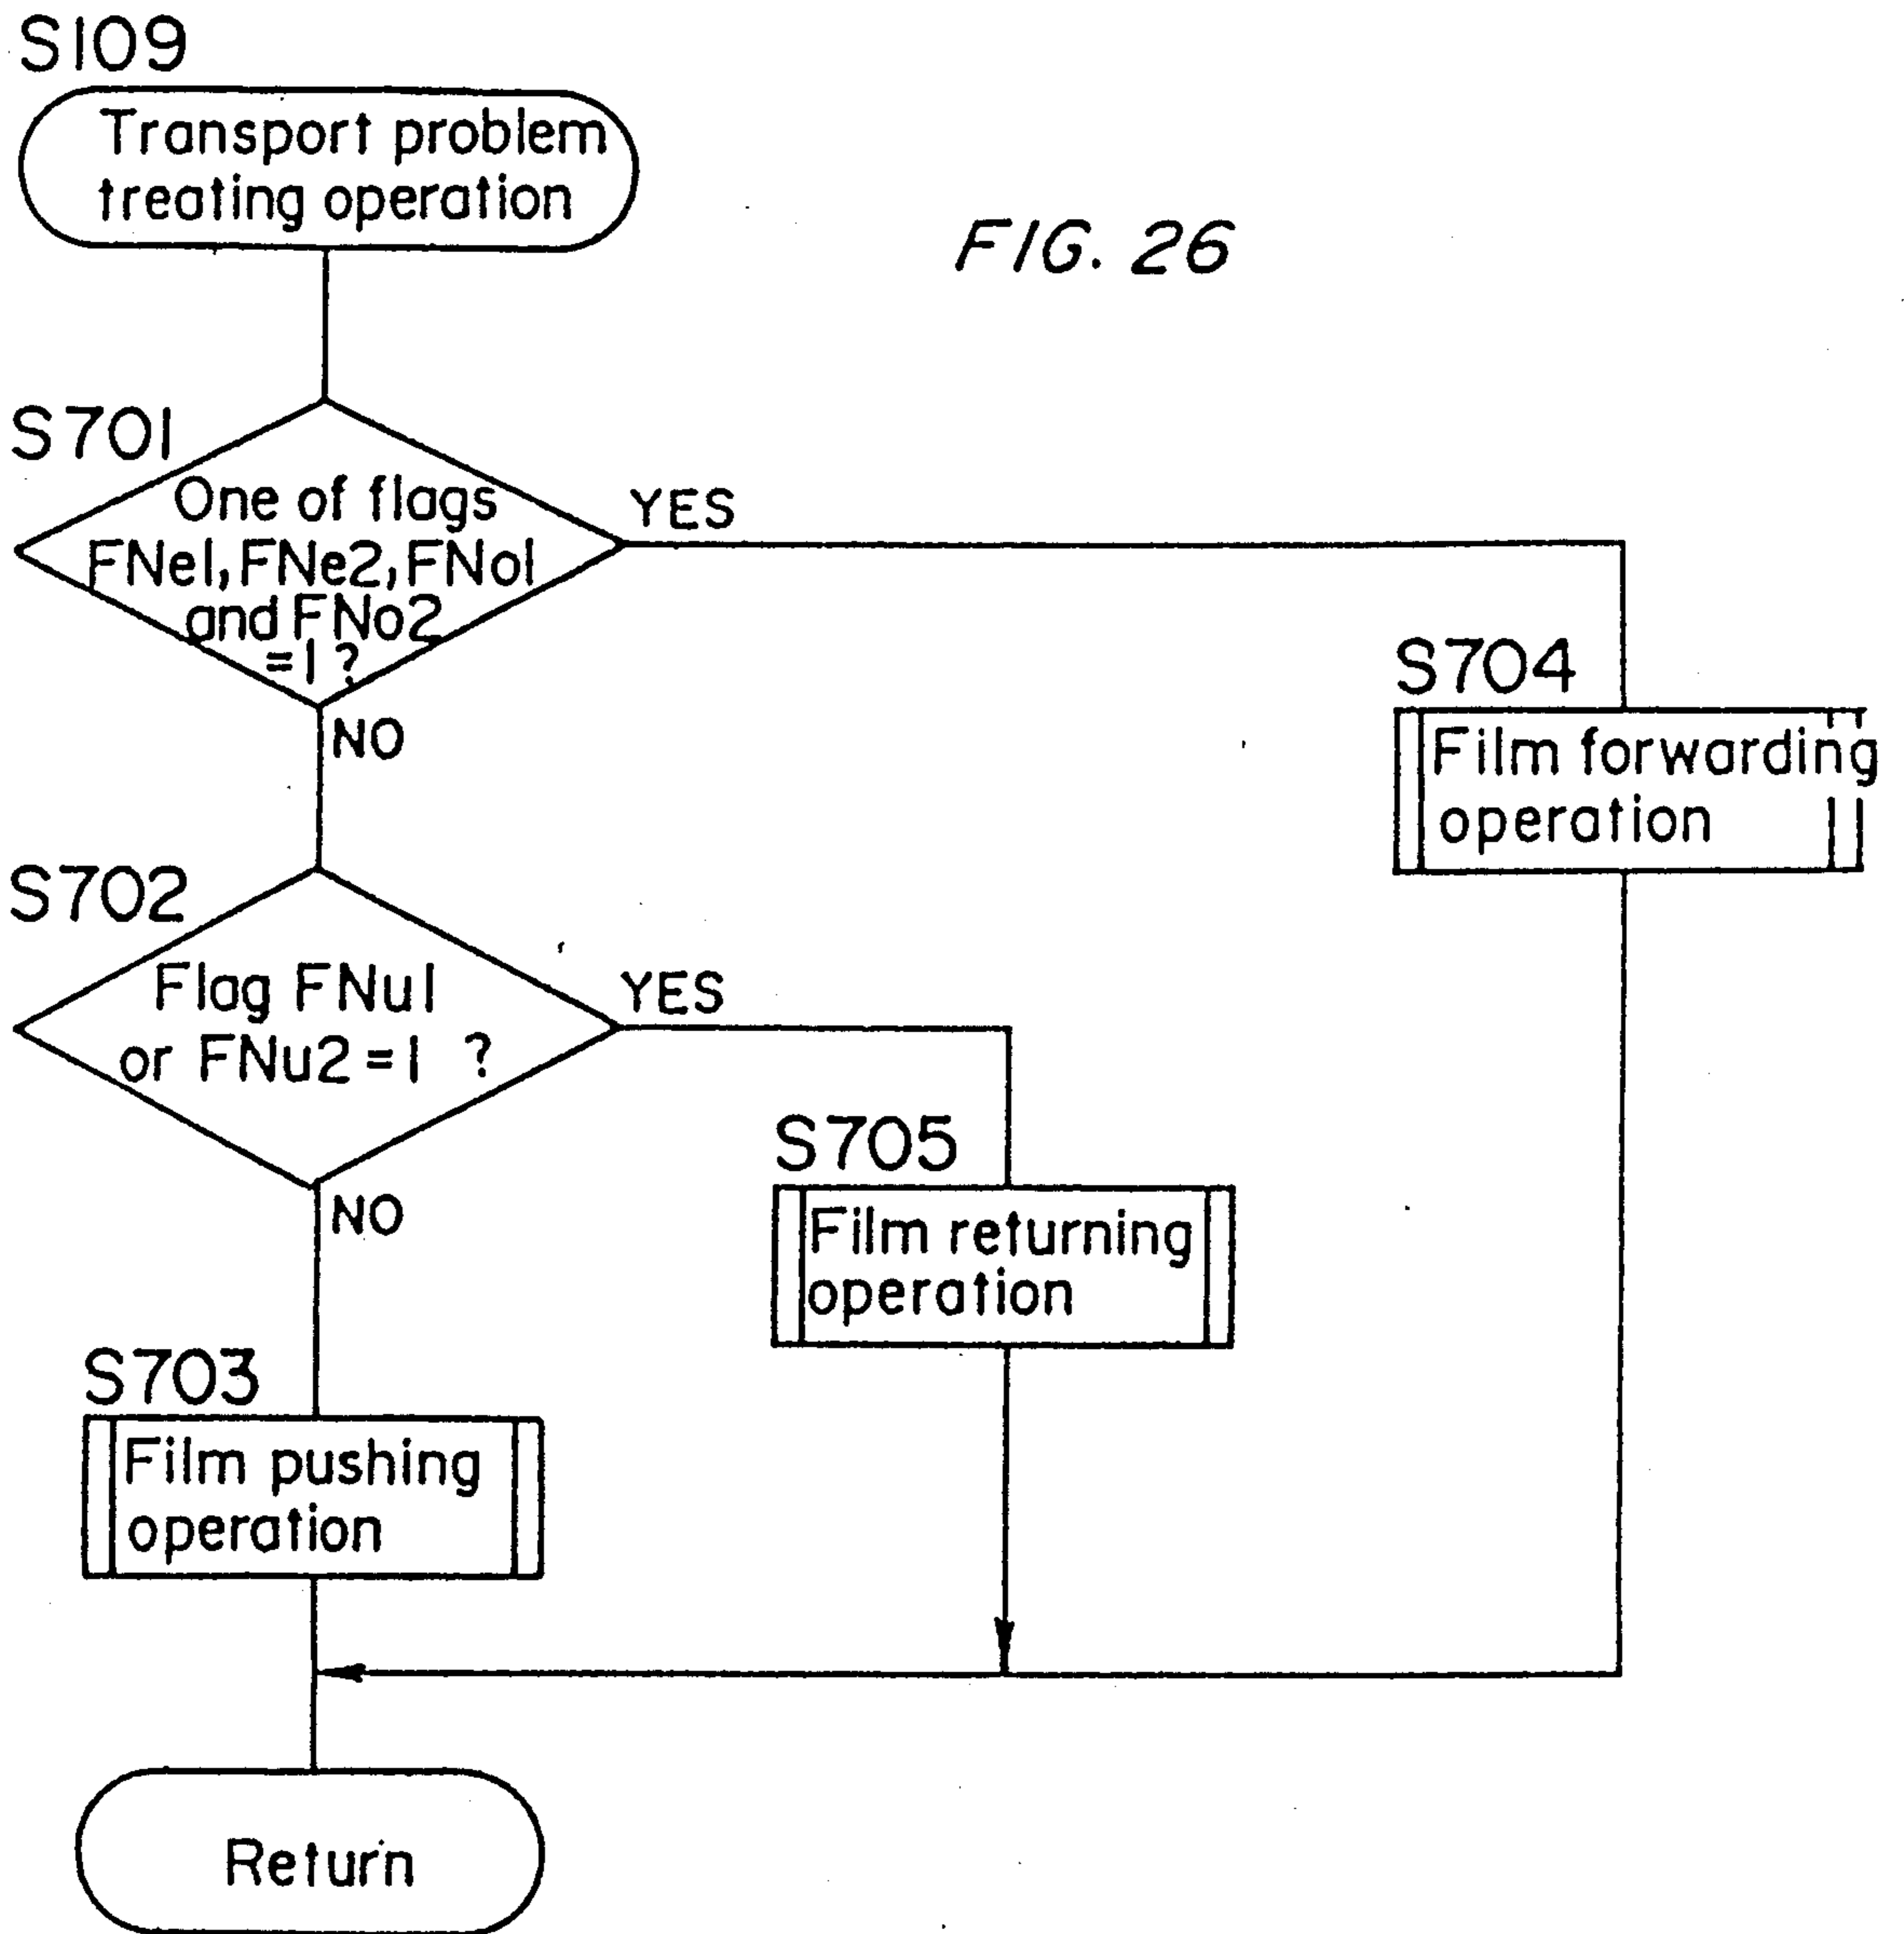 S109
Transport problem
treating operation
FIG. 26
S701
One of flags
FNe1, FNe2, FNo1
and FNo2
=1 ?
YES
NO
S704
Film forwarding
operation
S702
Flag FNu1
or FNu2=1 ?
YES
NO
S705
Film returning
operation
S703
Film pushing
operation
Return